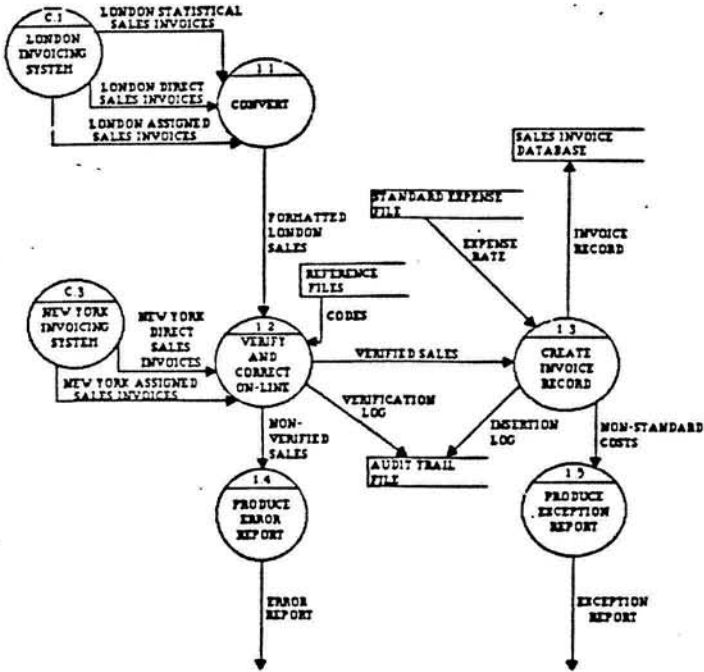 C.1
LONDON
INVOICING
SYSTEM
LONDON STATISTICAL
SALES INVOICES
LONDON DIRECT
SALES INVOICES
LONDON ASSIGNED
SALES INVOICES
1.1
CONVERT
SALES INVOICE
DATABASE
STANDARD EXPENSE
FILE
FORMATTED
LONDON
SALES
EXPENSE
RATE
INVOICE
RECORD
REFERENCE
FILES
CODES
C.3
NEW YORK
INVOICING
SYSTEM
NEW YORK
DIRECT
SALES
INVOICES
NEW YORK ASSIGNED
SALES INVOICES
1.2
VERIFY
AND
CORRECT
ON-LINE
VERIFIED SALES
1.3
CREATE
INVOICE
RECORD
NON-
VERIFIED
SALES
VERIFICATION
LOG
INSERTION
LOG
NON-STANDARD
COSTS
AUDIT TRAIL
FILE
1.4
PRODUCE
ERROR
REPORT
1.5
PRODUCE
EXCEPTION
REPORT
ERROR
REPORT
EXCEPTION
REPORT